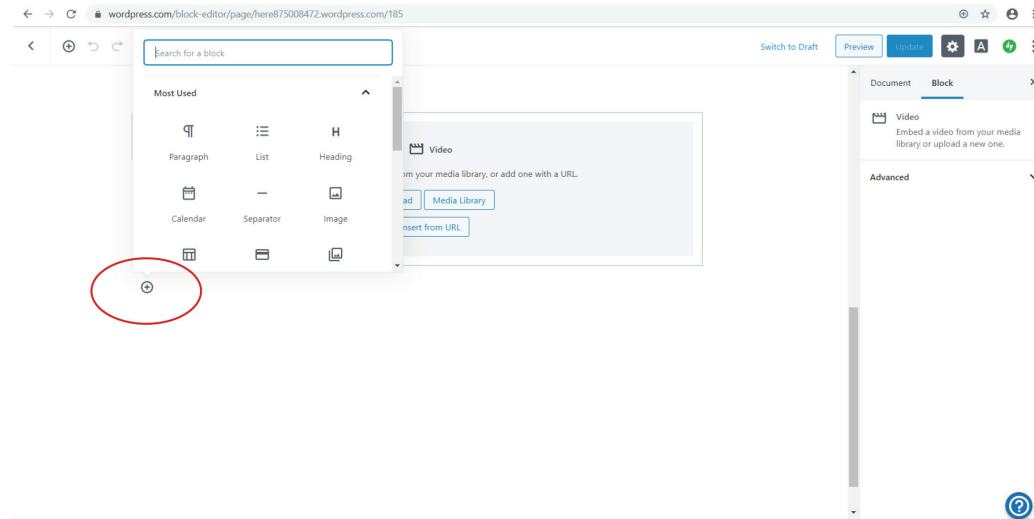 wordpress.com/block-editor/page/here875008472.wordpress.com/185
Switch to Draft
Preview
Update
A
Search for a block
Most Used
Paragraph
List
H
Heading
Calendar
Separator
Image
Video
om your media library, or add one with a URL.
ad
Media Library
nsert from URL
Document
Block
Video
Embed a video from your media
library or upload a new one.
Advanced